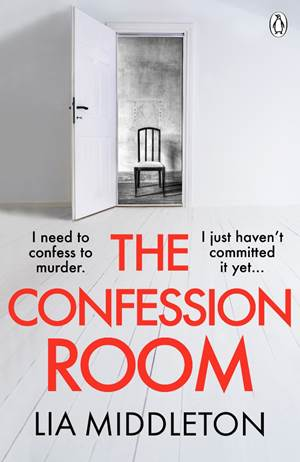 I need to
confess to
murder.
I just haven't
committed
it yet...
THE
CONFESSION
ROOM
LIA MIDDLETON